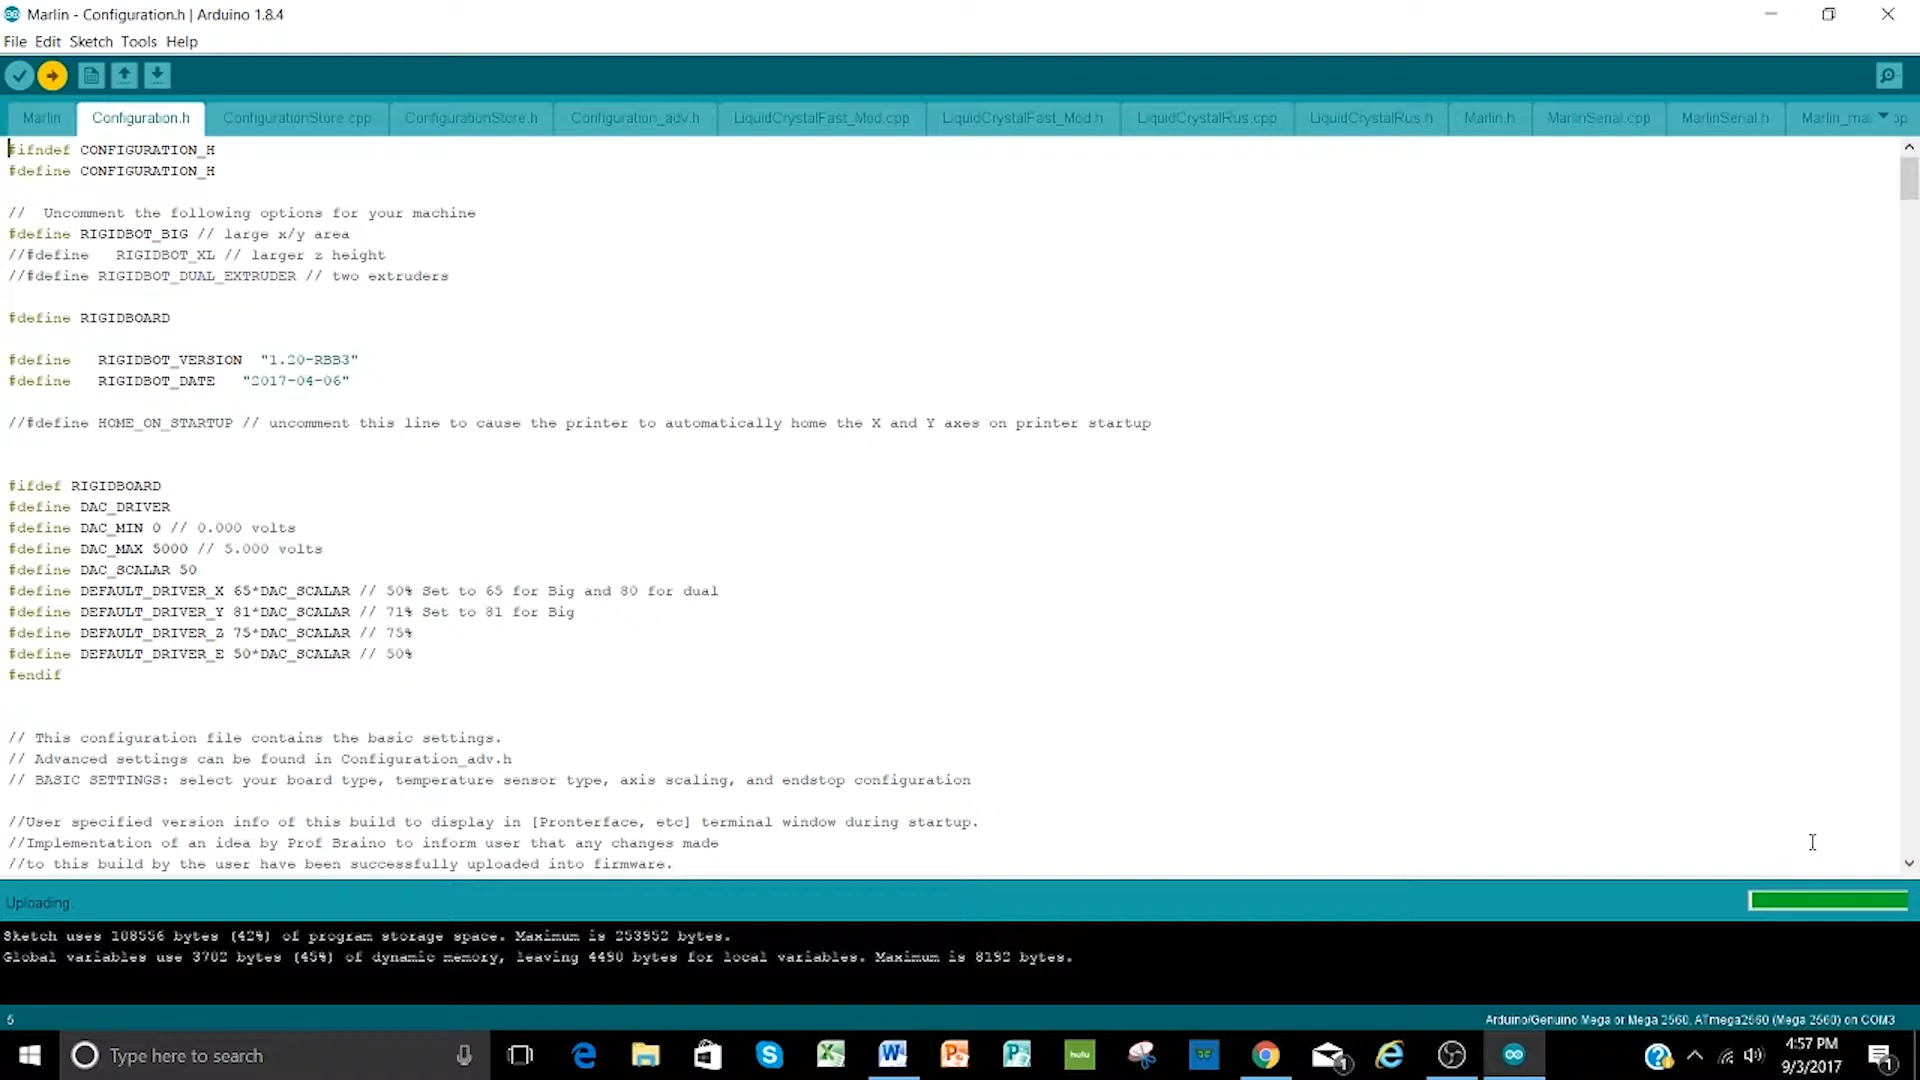 Marlin - Configuration.h | Arduino 1.8.4
File Edit Sketch Tools Help
Marlin Configuration.h ConfigurationStore.cpp ConfigurationStore.h Configuration_adv.h LiquidCrystalFast_Mod.cpp LiquidCrystalFast_Mod.h LiquidCrystalRus.cpp LiquidCrystalRus.h Marlin.h MarlinSerial.cpp MarlinSerial.h
#ifndef CONFIGURATION_H
#define CONFIGURATION_H
// Uncomment the following options for your machine
#define RIGIDBOT_BIG // large x/y area
//#define RIGIDBOT_XL // larger z height
//#define RIGIDBOT_DUAL_EXTRUDER // two extruders
#define RIGIDBOARD
#define RIGIDBOT_VERSION "1.20-RBB3"
#define RIGIDBOT_DATE "2017-04-06"
//#define HOME_ON_STARTUP // uncomment this line to cause the printer to automatically home the X and Y axes on printer startup
#ifdef RIGIDBOARD
#define DAC_DRIVER
#define DAC_MIN 0 // 0.000 volts
#define DAC_MAX 5000 // 5.000 volts
#define DAC_SCALAR 50
#define DEFAULT_DRIVER_X 65*DAC_SCALAR // 50% Set to 65 for Big and 80 for dual
#define DEFAULT_DRIVER_Y 81*DAC_SCALAR // 71% Set to 81 for Big
#define DEFAULT_DRIVER_Z 75*DAC_SCALAR // 75%
#define DEFAULT_DRIVER_E 50*DAC_SCALAR // 50%
#endif
// This configuration file contains the basic settings.
// Advanced settings can be found in Configuration_adv.h
// BASIC SETTINGS: select your board type, temperature sensor type, axis scaling, and endstop configuration
//User specified version info of this build to display in [Pronterface, etc] terminal window during startup.
//Implementation of an idea by Prof Braino to inform user that any changes made
//to this build by the user have been successfully uploaded into firmware.
Uploading.
Sketch uses 108556 bytes (42%) of program storage space. Maximum is 253952 bytes.
Global variables use 3702 bytes (45%) of dynamic memory, leaving 4490 bytes for local variables. Maximum is 8192 bytes.
5 Arduino/Genuino Mega or Mega 2560, ATmega2560 (Mega 2560) on COM3
Type here to search
hulu
1
4:57 PM
9/3/2017
1